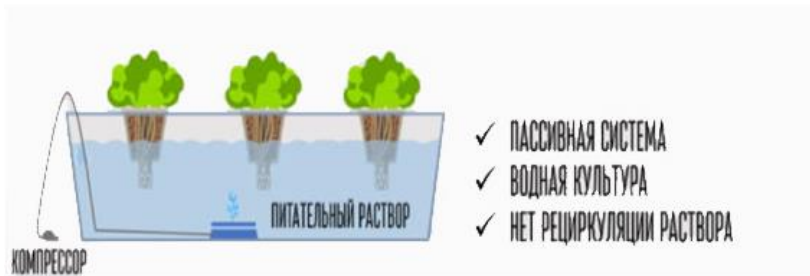 ✓ ПАССИВНАЯ СИСТЕМА
✓ ВОДНАЯ КУЛЬТУРА
✓ НЕТ РЕЦИРКУЛЯЦИИ РАСТВОРА
ПИТАТЕЛЬНЫЙ РАСТВОР
КОМПРЕССОР